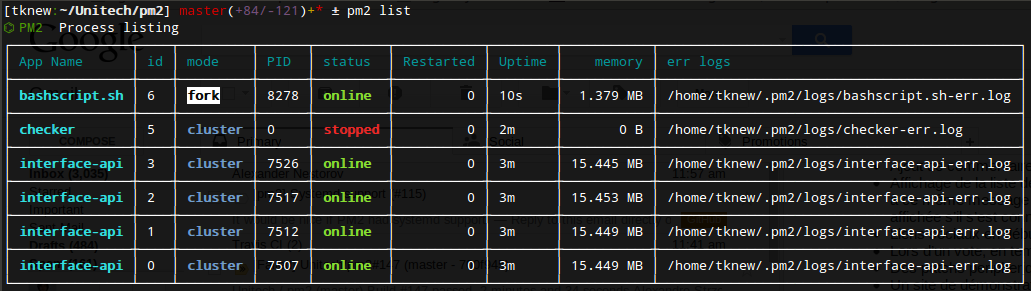 [tknew:~/Unitech/pm2] master(+84/-121)+* ± pm2 list
PM2 Process listing
App Name id mode PID status Restarted Uptime memory err logs
bashscript.sh 6 fork 8278 online 0 10s 1.379 MB /home/tknew/.pm2/logs/bashscript.sh-err.log
checker 5 cluster 0 stopped 0 2m 0 B /home/tknew/.pm2/logs/checker-err.log
interface-api 3 cluster 7526 online 0 3m 15.445 MB /home/tknew/.pm2/logs/interface-api-err.log
interface-api 2 cluster 7517 online 0 3m 15.453 MB /home/tknew/.pm2/logs/interface-api-err.log
interface-api 1 cluster 7512 online 0 3m 15.449 MB /home/tknew/.pm2/logs/interface-api-err.log
interface-api 0 cluster 7507 online 0 3m 15.449 MB /home/tknew/.pm2/logs/interface-api-err.log